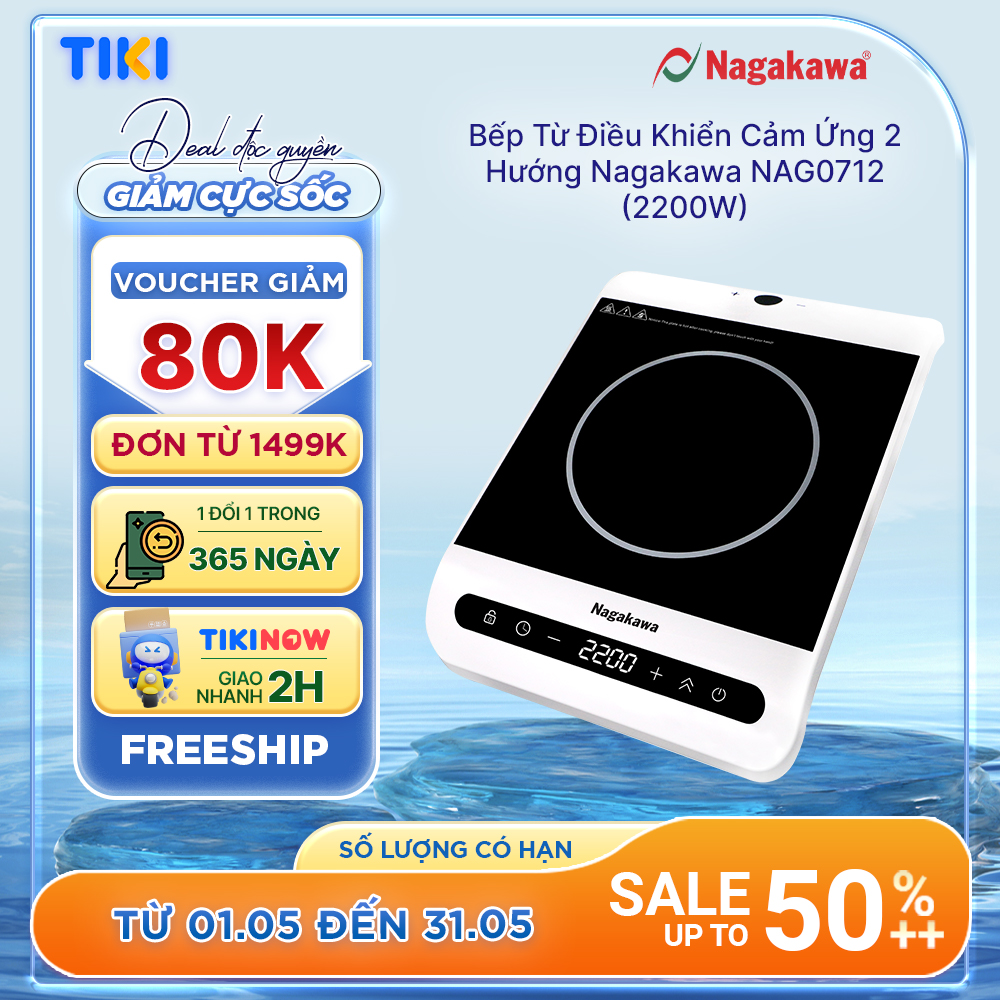 TIKI
Nagakawa®
Deal độc quyền
GIẢM CỰC SỐC
Bếp Từ Điều Khiển Cảm Ứng 2
Hướng Nagakawa NAG0712
(2200W)
VOUCHER GIẢM
80K
ĐƠN TỪ 1499K
1 ĐỔI 1 TRONG
365 NGÀY
TIKINOW
GIAO
NHANH 2H
FREESHIP
+ −
Nagakawa
− 2200 +
SỐ LƯỢNG CÓ HẠN
TỪ 01.05 ĐẾN 31.05
SALE
UP TO 50%++